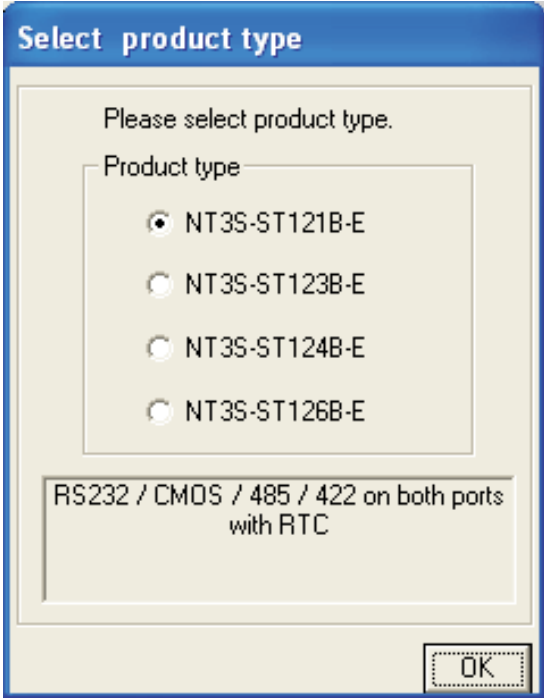 Select product type
Please select product type.
Product type
NT3S-ST121B-E
NT3S-ST123B-E
NT3S-ST124B-E
NT3S-ST126B-E
RS232 / CMOS / 485 / 422 on both ports
with RTC
OK